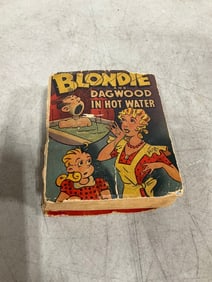 BLONDIE
AND
DAGWOOD
IN HOT WATER